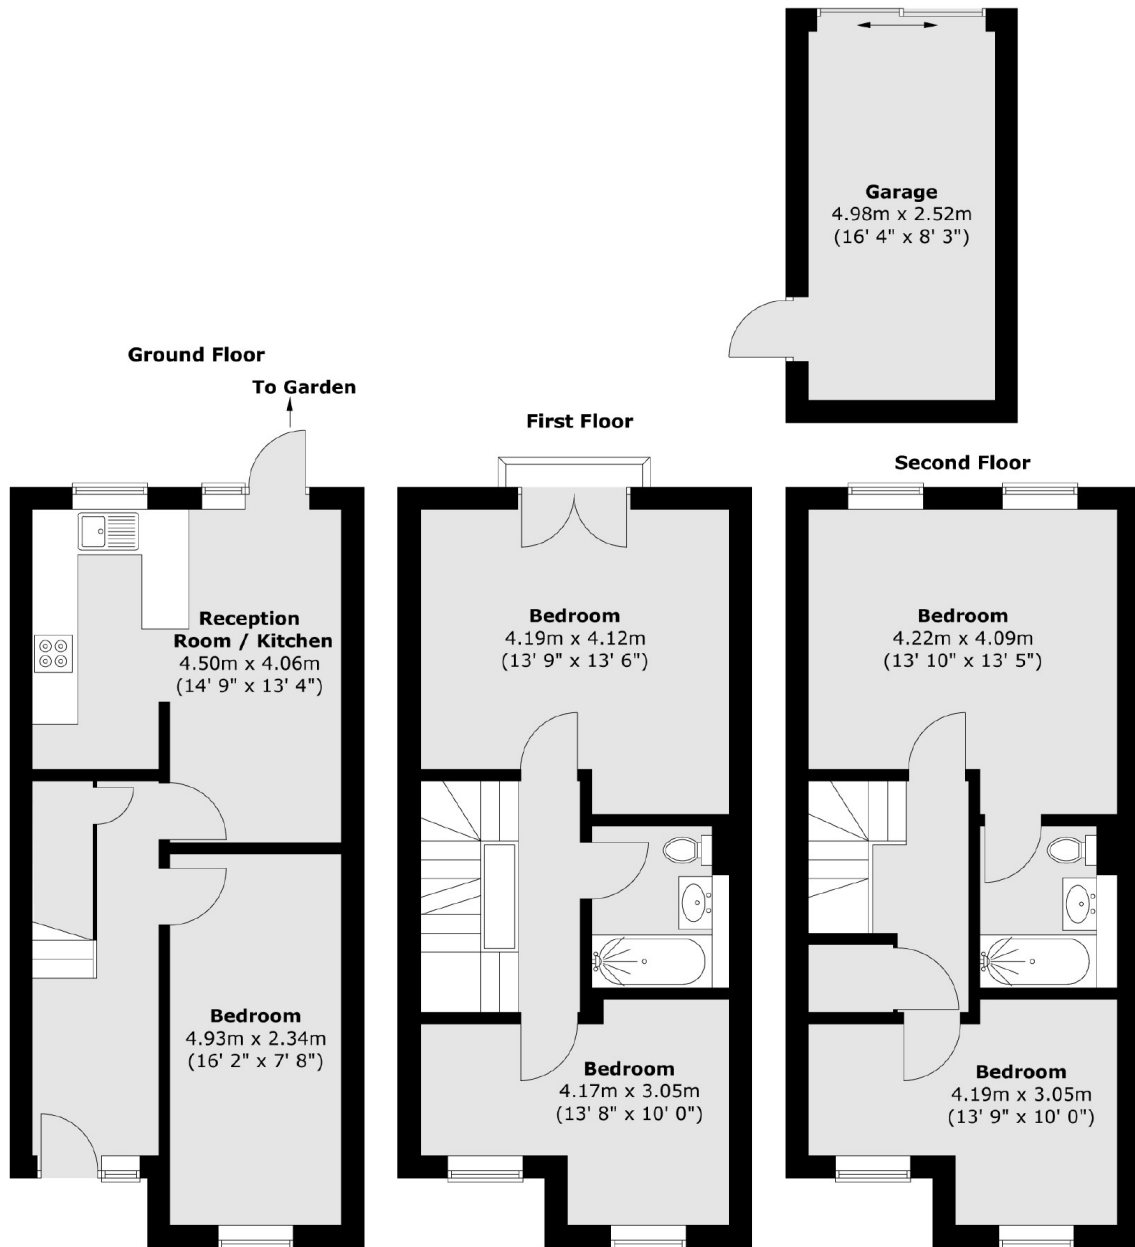 Garage
4.98m x 2.52m
(16' 4" x 8' 3")
Ground Floor
To Garden
First Floor
Second Floor
Reception
Room / Kitchen
4.50m x 4.06m
(14' 9" x 13' 4")
Bedroom
4.19m x 4.12m
(13' 9" x 13' 6")
Bedroom
4.22m x 4.09m
(13' 10" x 13' 5")
Bedroom
4.93m x 2.34m
(16' 2" x 7' 8")
Bedroom
4.17m x 3.05m
(13' 8" x 10' 0")
Bedroom
4.19m x 3.05m
(13' 9" x 10' 0")